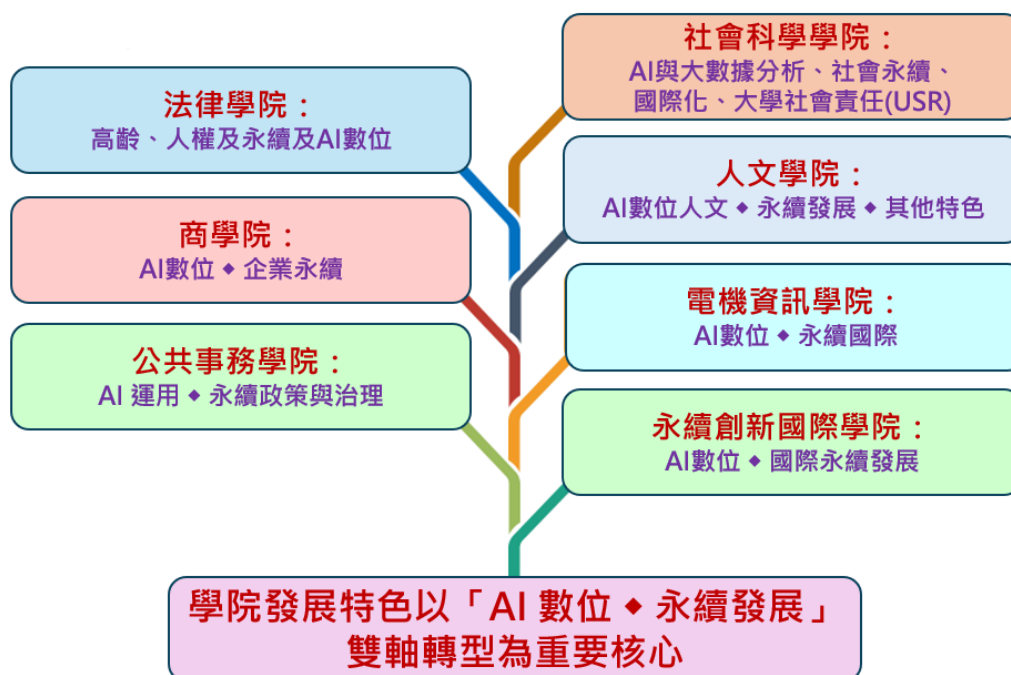 法律學院：
高齡、人權及永續及AI數位
商學院：
AI數位 ◆ 企業永續
公共事務學院：
AI 運用 ◆ 永續政策與治理
社會科學學院：
AI與大數據分析、社會永續、
國際化、大學社會責任(USR)
人文學院：
AI數位人文 ◆ 永續發展 ◆ 其他特色
電機資訊學院：
AI數位 ◆ 永續國際
永續創新國際學院：
AI數位 ◆ 國際永續發展
學院發展特色以「AI 數位 ◆ 永續發展」
雙軸轉型為重要核心